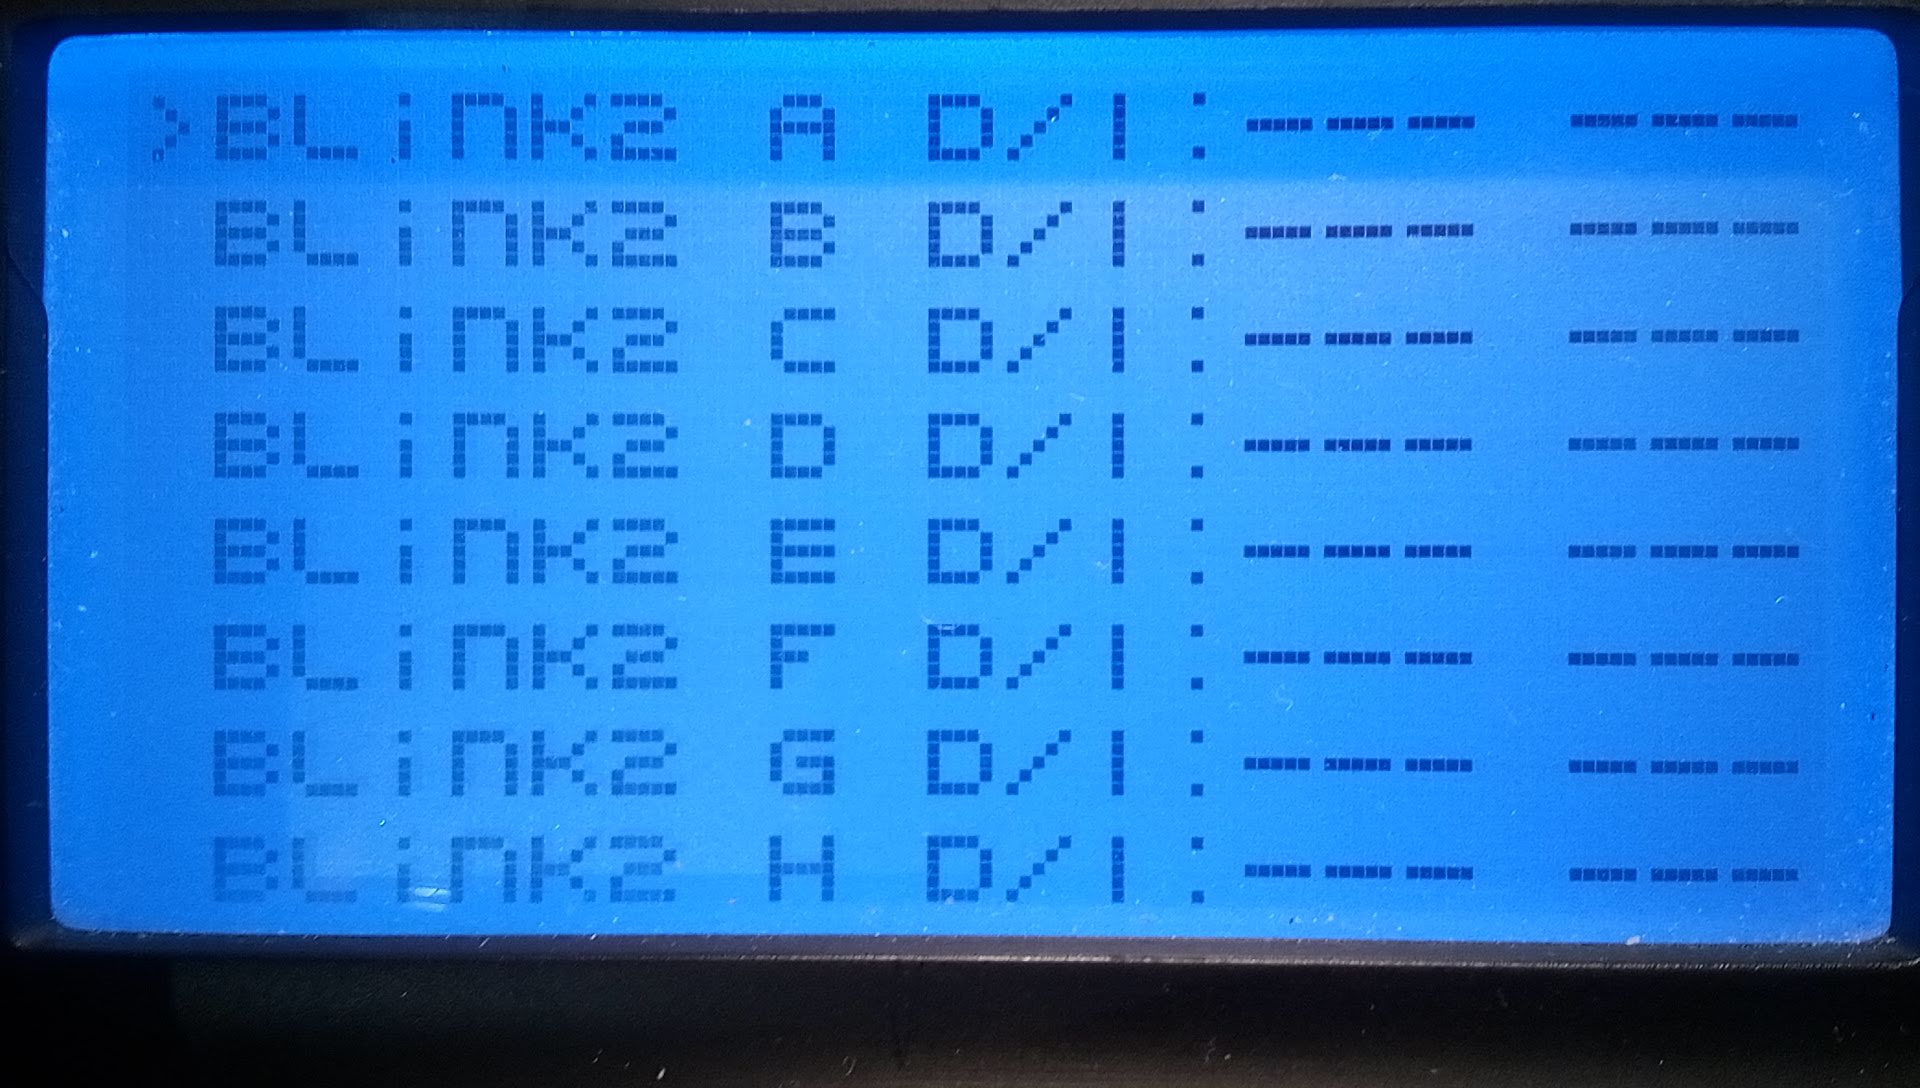 >BLiNK2 A D/I:--- ---
BLiNK2 B D/I:--- ---
BLiNK2 C D/I:--- ---
BLiNK2 D D/I:--- ---
BLiNK2 E D/I:--- ---
BLiNK2 F D/I:--- ---
BLiNK2 G D/I:--- ---
BLiNK2 H D/I:--- ---